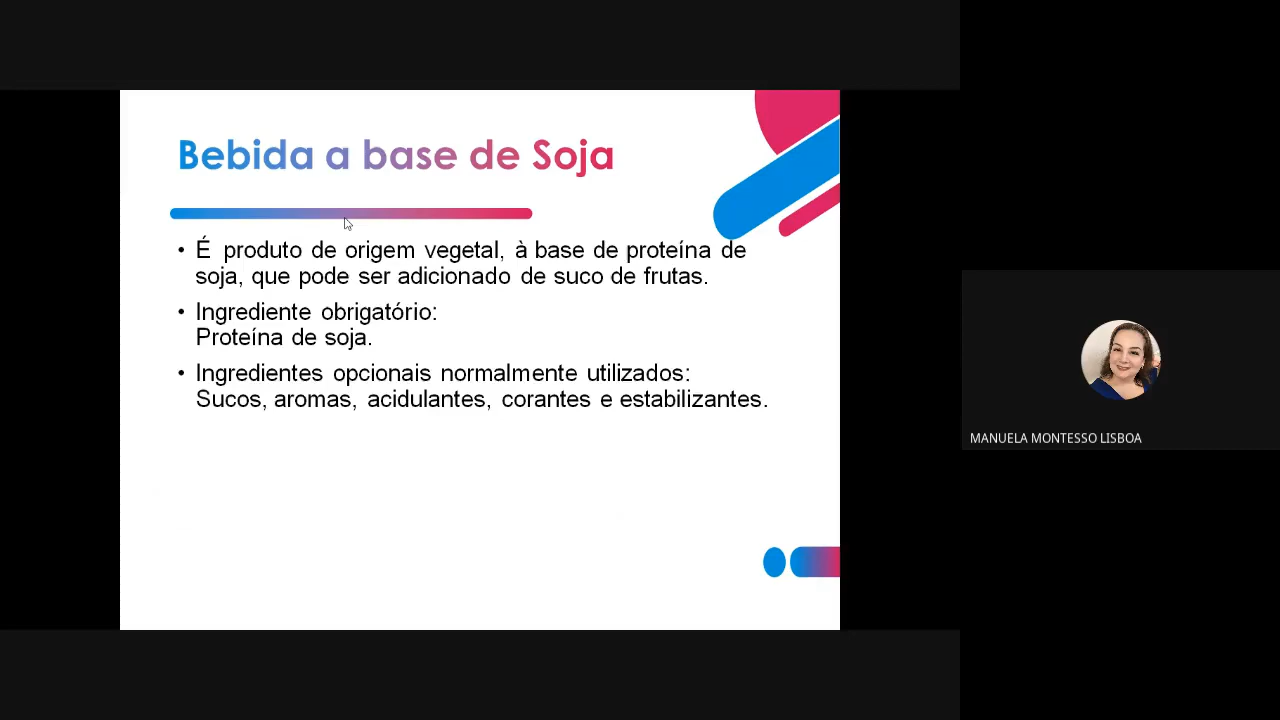 Bebida a base de Soja
• É produto de origem vegetal, à base de proteína de
soja, que pode ser adicionado de suco de frutas.
• Ingrediente obrigatório:
Proteína de soja.
• Ingredientes opcionais normalmente utilizados:
Sucos, aromas, acidulantes, corantes e estabilizantes.
MANUELA MONTESSO LISBOA